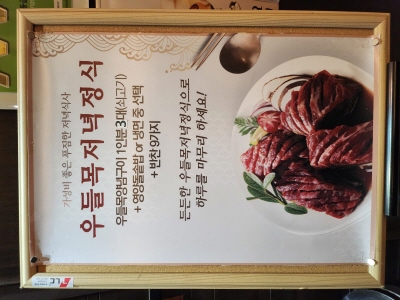 가성비 좋은 푸짐한 저녁식사
우들목저녁정식
우들목양념구이 1인분 3대(쇠고기)
+ 영양돌솥밥 or 냉면 중 선택
+ 반찬 9가지
든든한 우들목저녁정식으로
하루를 마무리 하세요!